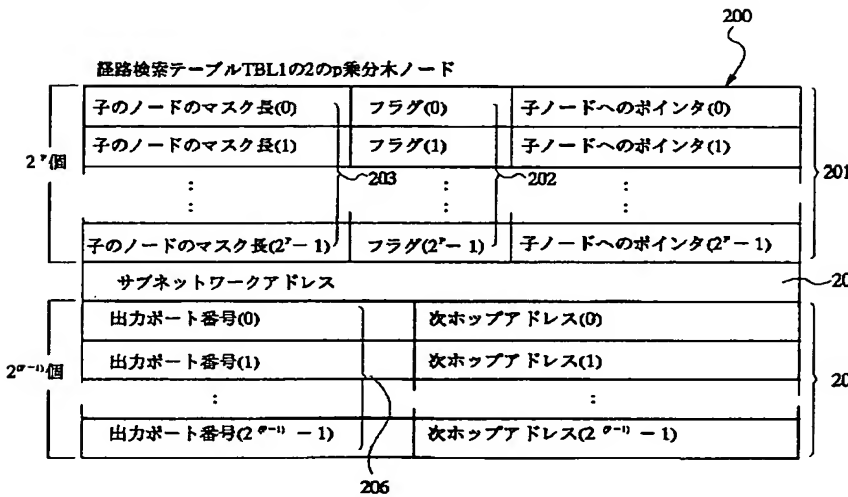 200
経路検索テーブルTBL1の2のp乗分木ノード
子のノードのマスク長(0) フラグ(0) 子ノードへのポインタ(0)
子のノードのマスク長(1) フラグ(1) 子ノードへのポインタ(1)
2^p個 203 202 201
: : :
: : :
子のノードのマスク長(2^p−1) フラグ(2^p−1) 子ノードへのポインタ(2^p−1)
サブネットワークアドレス 20
出力ポート番号(0) 次ホップアドレス(0)
出力ポート番号(1) 次ホップアドレス(1)
2^(p−1)個 20
: :
出力ポート番号(2^(p−1)−1) 次ホップアドレス(2^(p−1)−1)
206